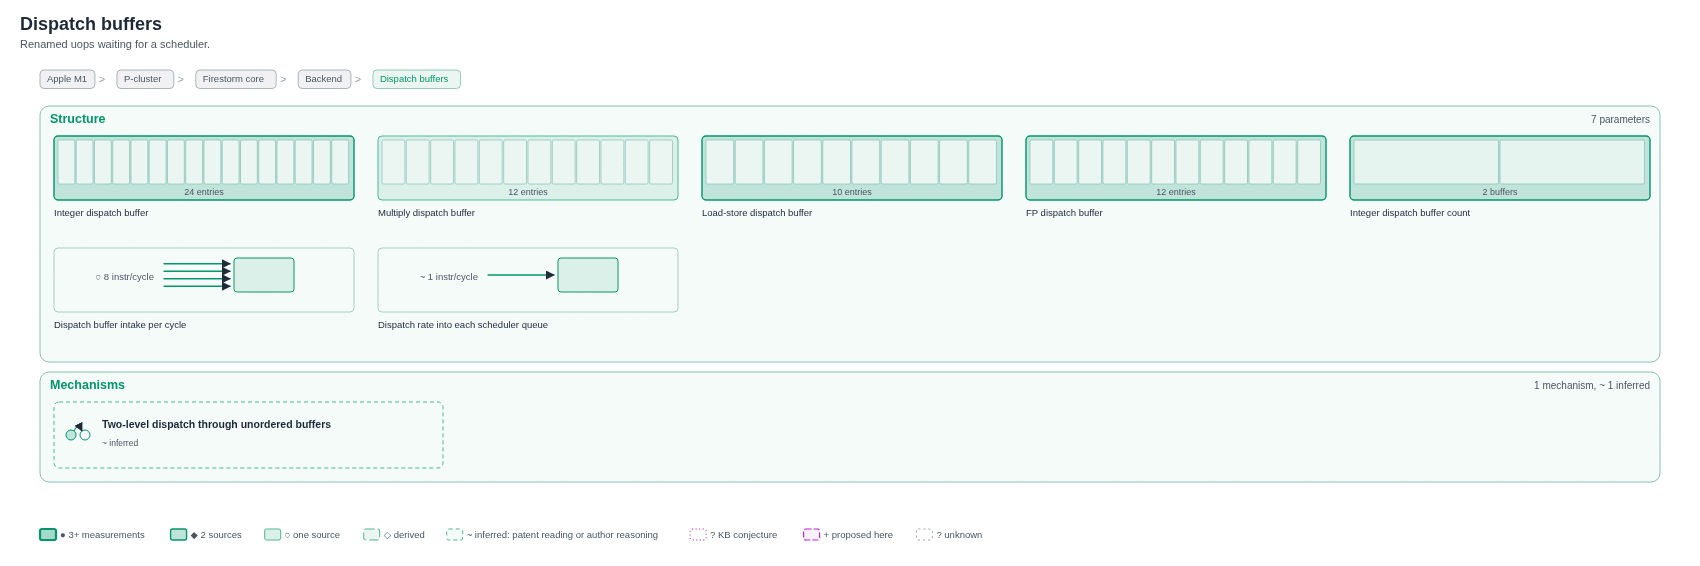 Dispatch buffers
Renamed uops waiting for a scheduler.
Apple M1 > P-cluster > Firestorm core > Backend > Dispatch buffers
Structure
7 parameters
24 entries
12 entries
10 entries
12 entries
2 buffers
Integer dispatch buffer
Multiply dispatch buffer
Load-store dispatch buffer
FP dispatch buffer
Integer dispatch buffer count
○ 8 instr/cycle
~ 1 instr/cycle
Dispatch buffer intake per cycle
Dispatch rate into each scheduler queue
Mechanisms
1 mechanism, ~ 1 inferred
Two-level dispatch through unordered buffers
~ inferred
● 3+ measurements
◆ 2 sources
○ one source
◇ derived
~ inferred: patent reading or author reasoning
? KB conjecture
+ proposed here
? unknown